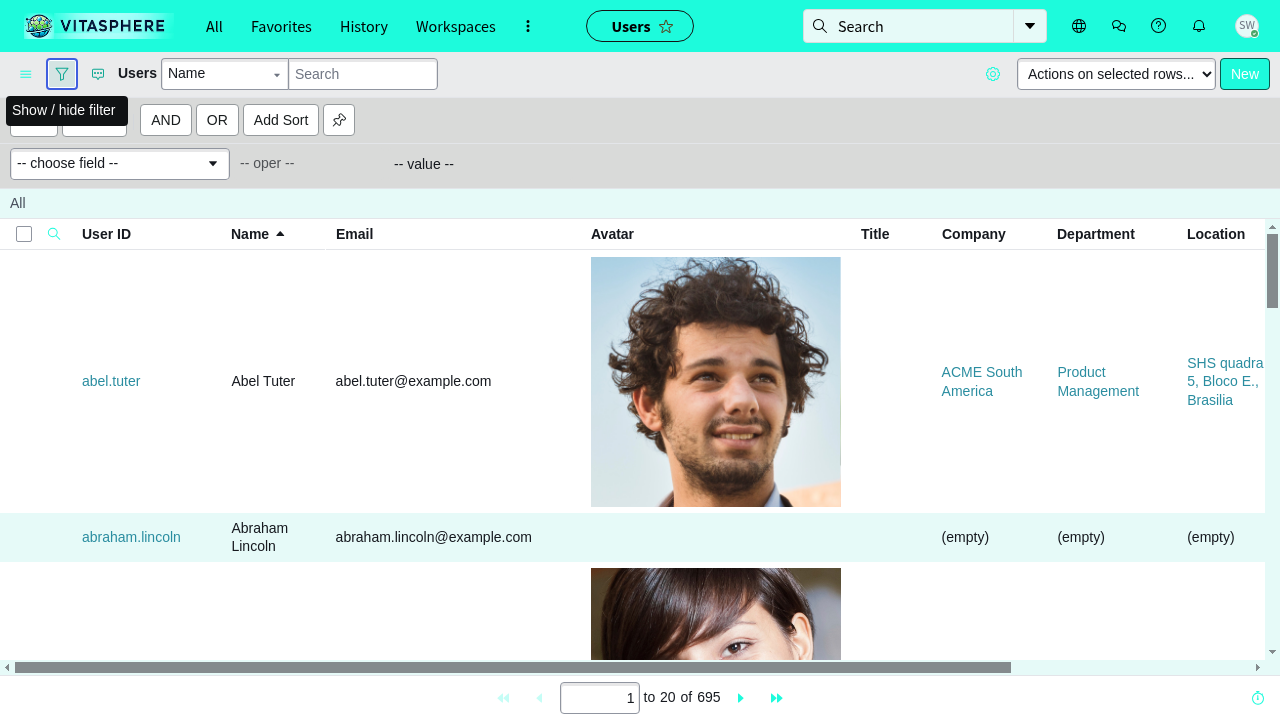 VITASPHERE All Favorites History Workspaces Users Search SW
Users Name Search Actions on selected rows... New
Show / hide filter
AND OR Add Sort
-- choose field -- -- oper -- -- value --
All
User ID Name Email Avatar Title Company Department Location
abel.tuter Abel Tuter abel.tuter@example.com ACME South America Product Management SHS quadra 5, Bloco E., Brasilia
abraham.lincoln Abraham Lincoln abraham.lincoln@example.com (empty) (empty) (empty)
1 to 20 of 695